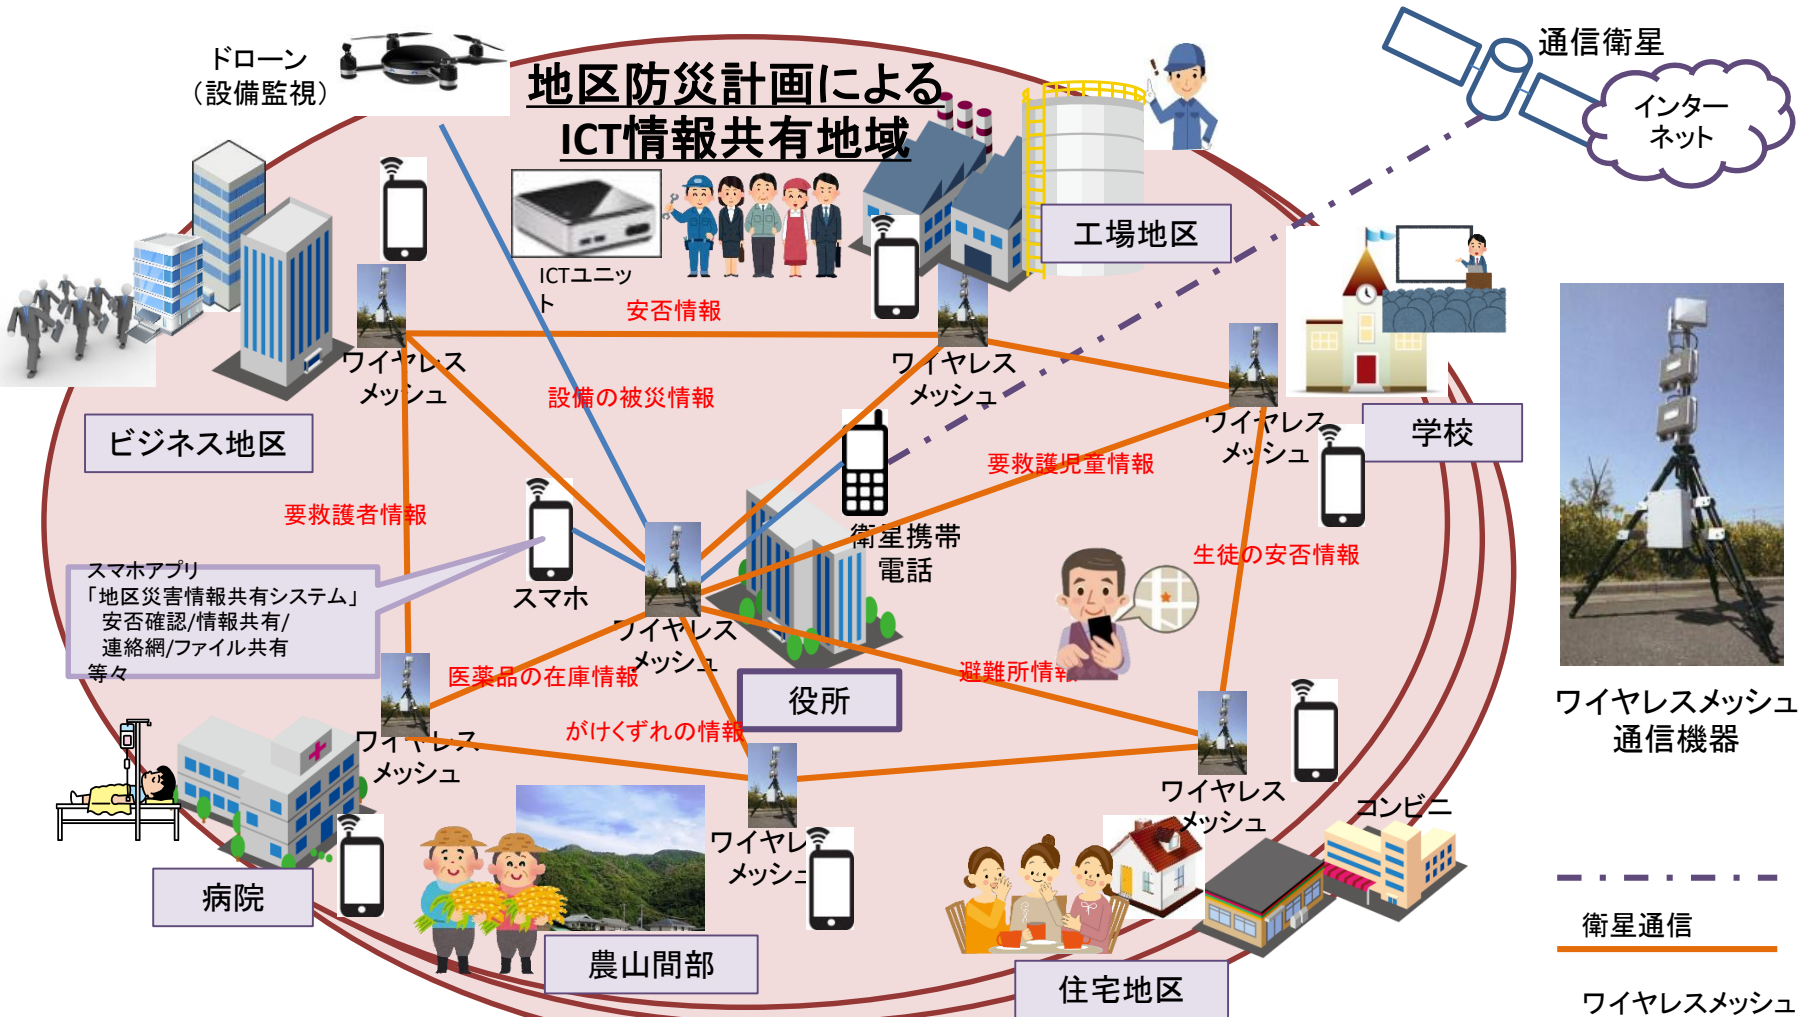 ドローン
（設備監視）
地区防災計画による
ICT情報共有地域
通信衛星
インター
ネット
工場地区
ICTユニッ
ト
安否情報
ワイヤレス
メッシュ
ワイヤレス
メッシュ
設備の被災情報
ビジネス地区
ワイヤレス
メッシュ
学校
要救護児童情報
要救護者情報
衛星携帯
電話
生徒の安否情報
スマホアプリ
「地区災害情報共有システム」
安否確認/情報共有/
連絡網/ファイル共有
等々
スマホ
ワイヤレス
メッシュ
医薬品の在庫情報
避難所情報
役所
がけくずれの情報
ワイヤレスメッシュ
通信機器
ワイヤレス
メッシュ
ワイヤレス
メッシュ
コンビニ
ワイヤレ
メッシュ
病院
農山間部
住宅地区
衛星通信
ワイヤレスメッシュ